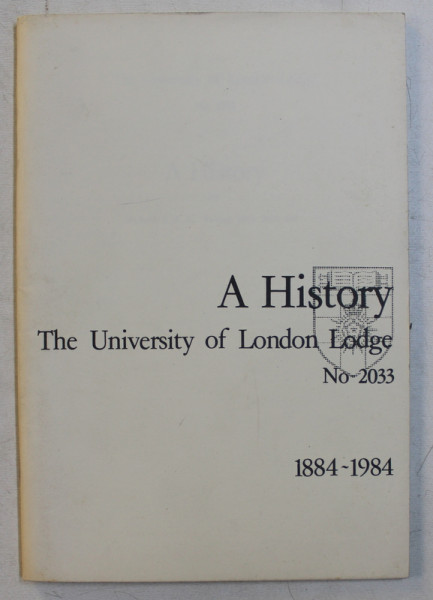 A History
The University of London Lodge
No~2033
1884~1984